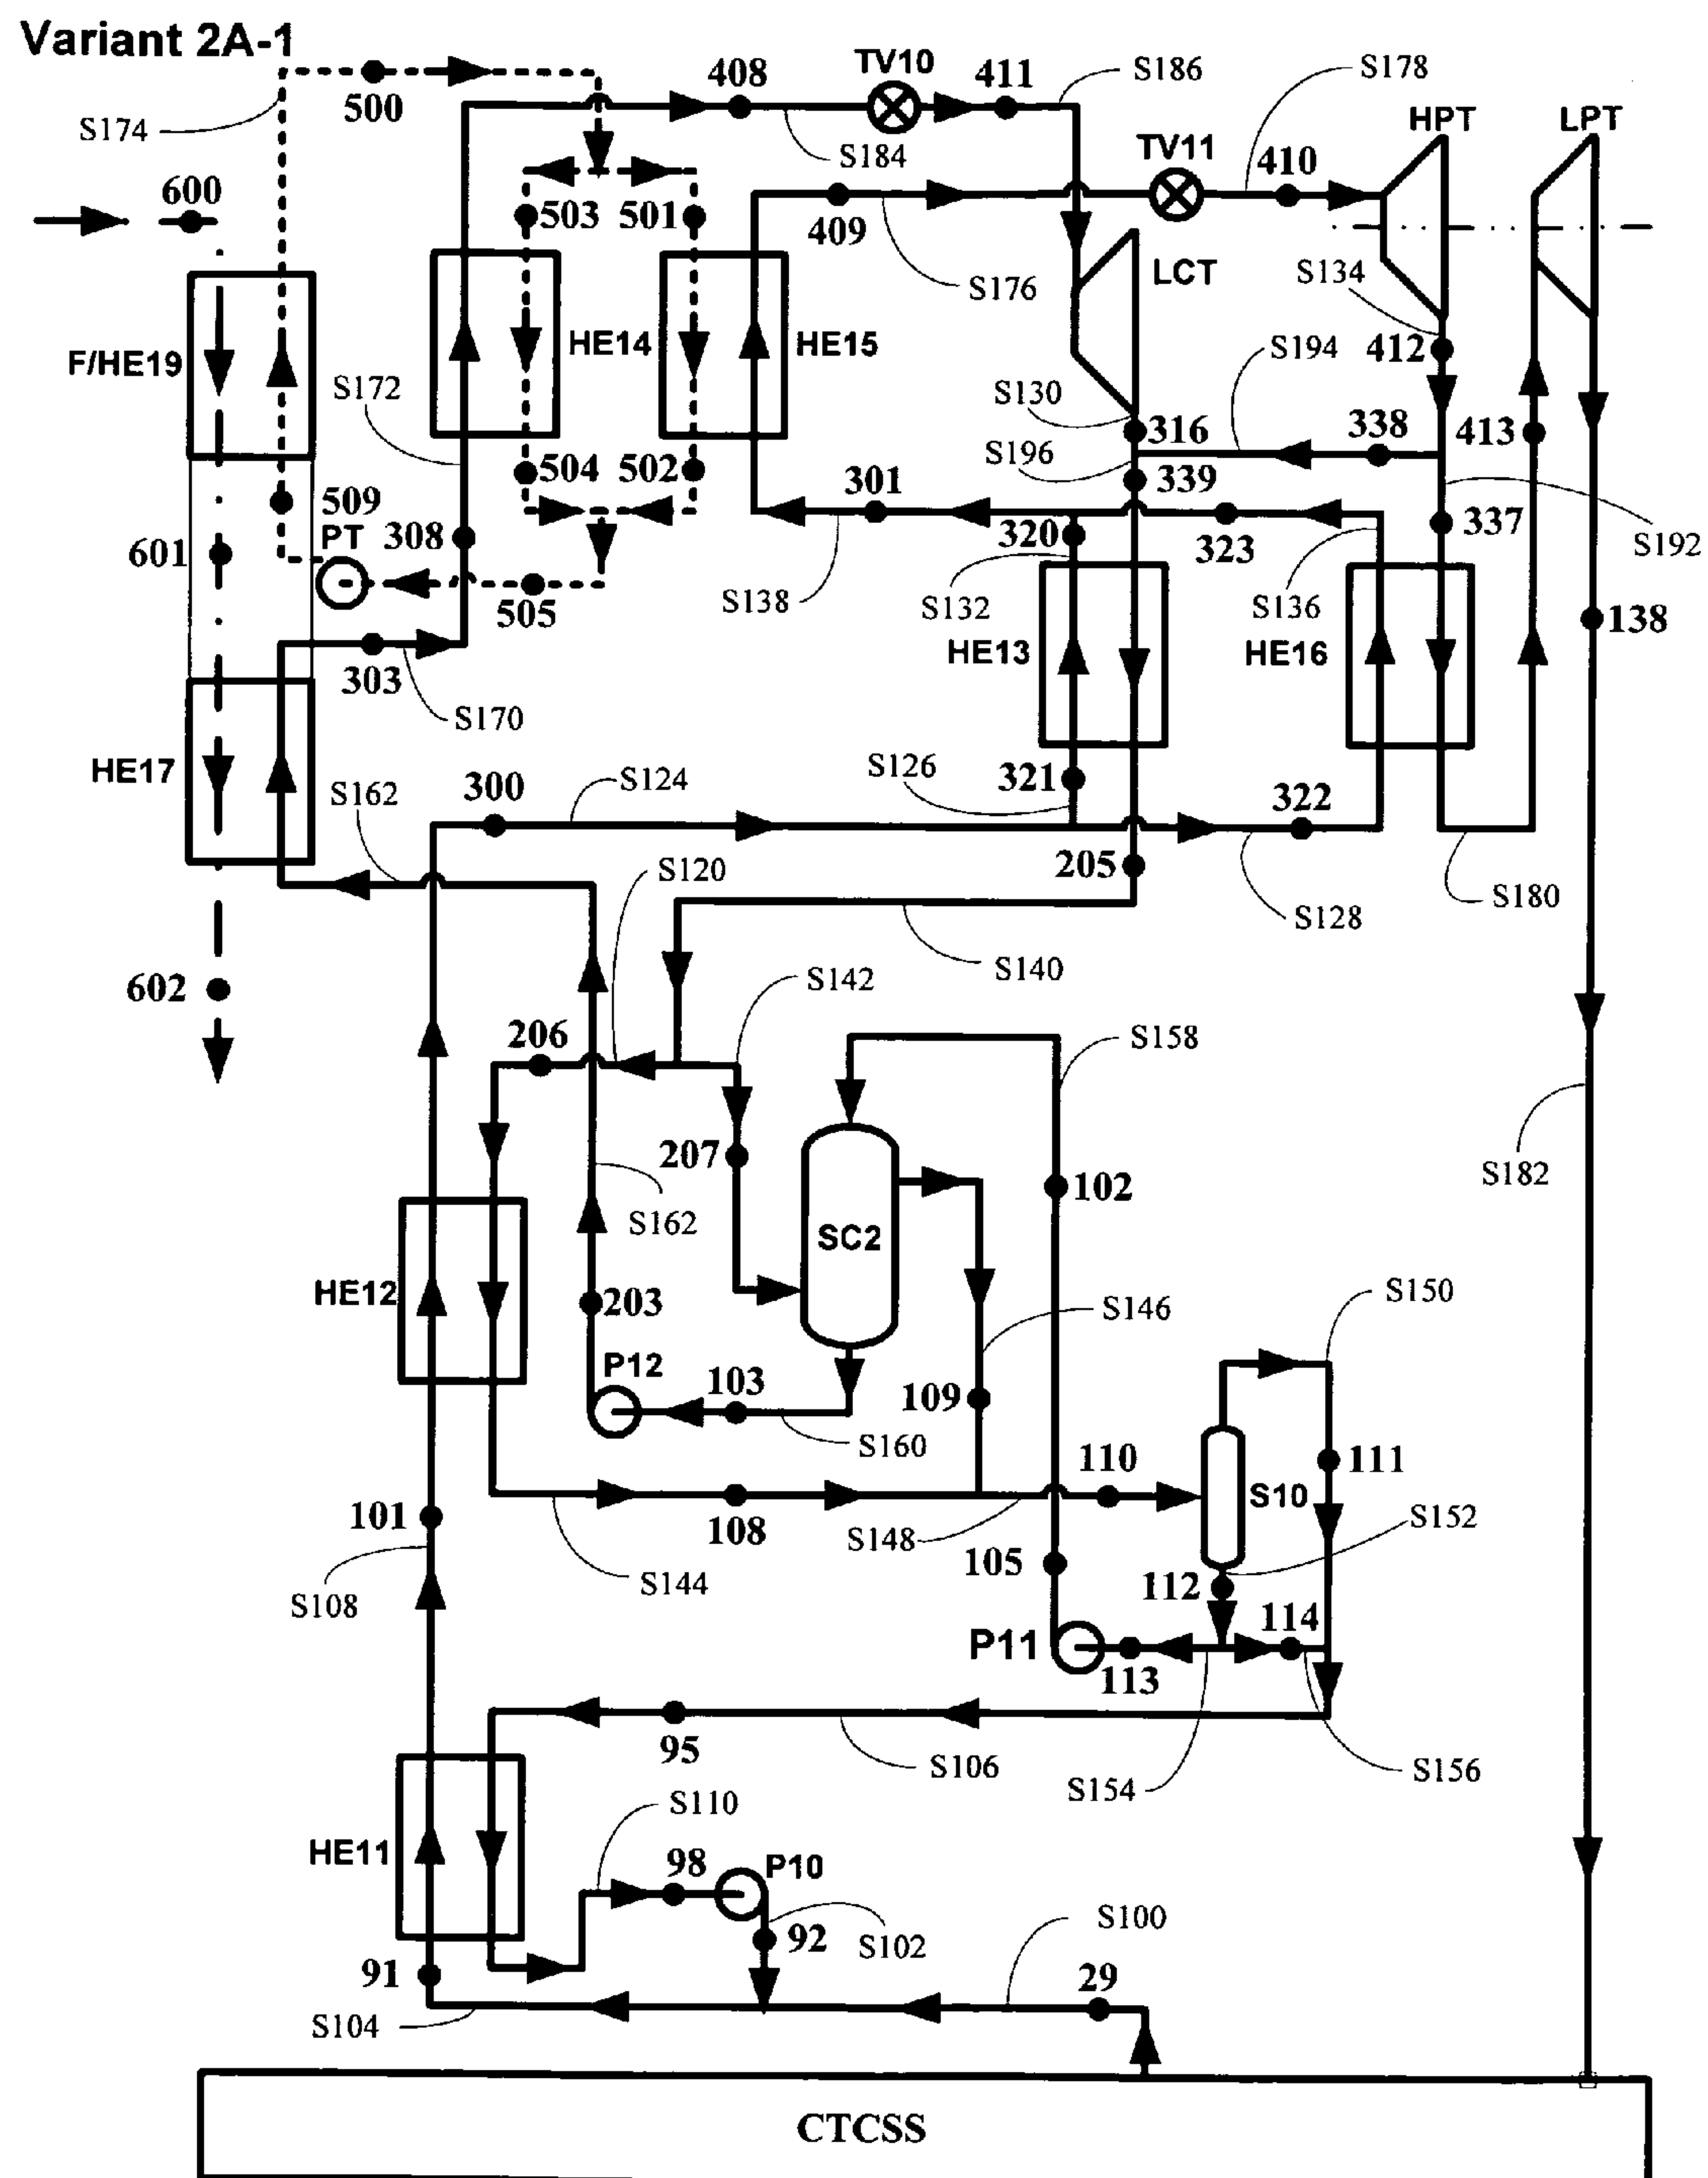 Variant 2A-1
TV10
408
411
S186
S178
500
S174
HPT
LPT
S184
TV11
410
600
503
501
409
LCT
S134
S176
HE14
HE15
F/HE19
S172
S194
412
S130
316
338
413
504
502
S196
339
301
509
PT
308
320
323
337
S192
601
S138
S132
S136
505
138
HE13
HE16
303
S170
HE17
S162
300
S124
S126
321
322
205
S120
S128
S180
S140
602
S142
206
S158
207
102
S182
S162
SC2
HE12
203
S146
S150
P12
103
109
S160
110
111
S10
101
108
S148
S152
105
S144
112
S108
114
P11
113
95
S106
S154
S156
S110
HE11
98
P10
S100
92
S102
91
29
S104
CTCSS